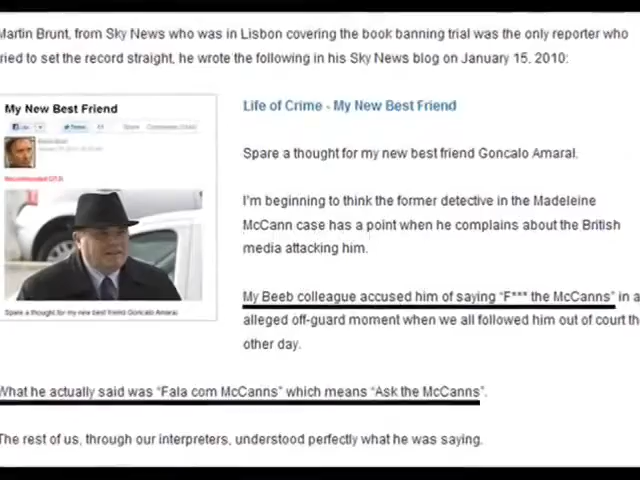 Martin Brunt, from Sky News who was in Lisbon covering the book banning trial was the only reporter who
tried to set the record straight, he wrote the following in his Sky News blog on January 15, 2010:
My New Best Friend
Life of Crime - My New Best Friend
Spare a thought for my new best friend Goncalo Amaral.
I'm beginning to think the former detective in the Madeleine
McCann case has a point when he complains about the British
media attacking him.
My Beeb colleague accused him of saying "F*** the McCanns" in a
alleged off-guard moment when we all followed him out of court the
other day.
Spare a thought for my new best friend Goncalo Amaral
What he actually said was "Fala com McCanns" which means "Ask the McCanns".
The rest of us, through our interpreters, understood perfectly what he was saying.